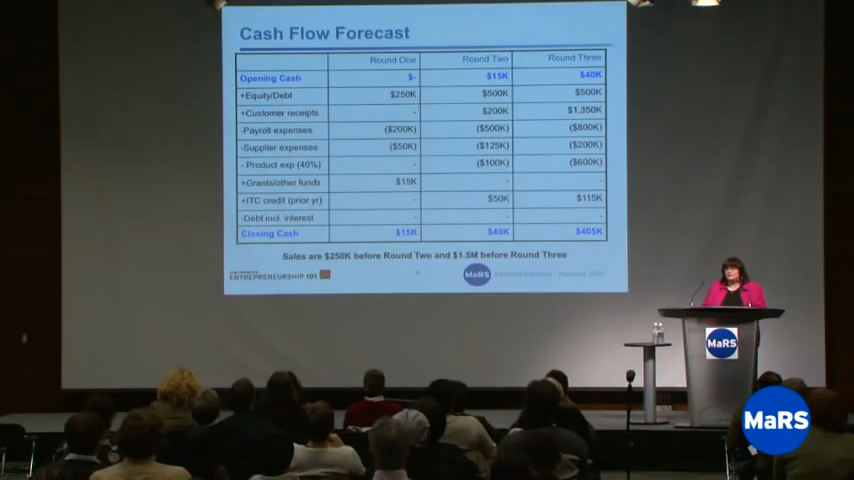 Cash Flow Forecast
Round One Round Two Round Three
Opening Cash $- $15K $40K
+Equity/Debt $250K $500K $500K
+Customer receipts - $200K $1,350K
-Payroll expenses ($200K) ($500K) ($800K)
-Supplier expenses ($50K) ($125K) ($200K)
- Product exp (40%) - ($100K) ($600K)
+Grants/other funds $15K - -
+ITC credit (prior yr) - $50K $115K
-Debt incl. interest - - -
Closing Cash $15K $40K $405K
Sales are $250K before Round Two and $1.5M before Round Three
ENTREPRENEURSHIP 101
MaRS
MaRS
MaRS